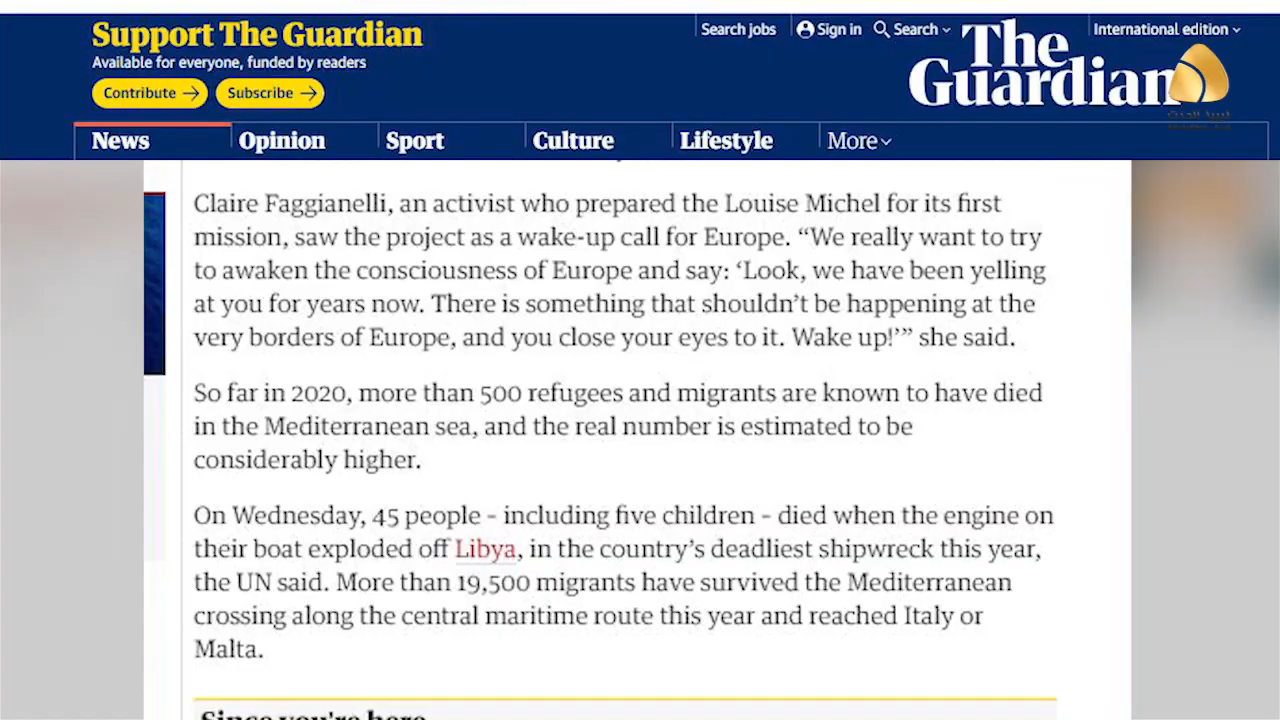 Support The Guardian
Available for everyone, funded by readers
Contribute →
Subscribe →
Search jobs
Sign in
Search
International edition
The
Guardian
News
Opinion
Sport
Culture
Lifestyle
More
Claire Faggianelli, an activist who prepared the Louise Michel for its first
mission, saw the project as a wake-up call for Europe. “We really want to try
to awaken the consciousness of Europe and say: ‘Look, we have been yelling
at you for years now. There is something that shouldn’t be happening at the
very borders of Europe, and you close your eyes to it. Wake up!’” she said.
So far in 2020, more than 500 refugees and migrants are known to have died
in the Mediterranean sea, and the real number is estimated to be
considerably higher.
On Wednesday, 45 people - including five children - died when the engine on
their boat exploded off Libya, in the country’s deadliest shipwreck this year,
the UN said. More than 19,500 migrants have survived the Mediterranean
crossing along the central maritime route this year and reached Italy or
Malta.
Since you're here